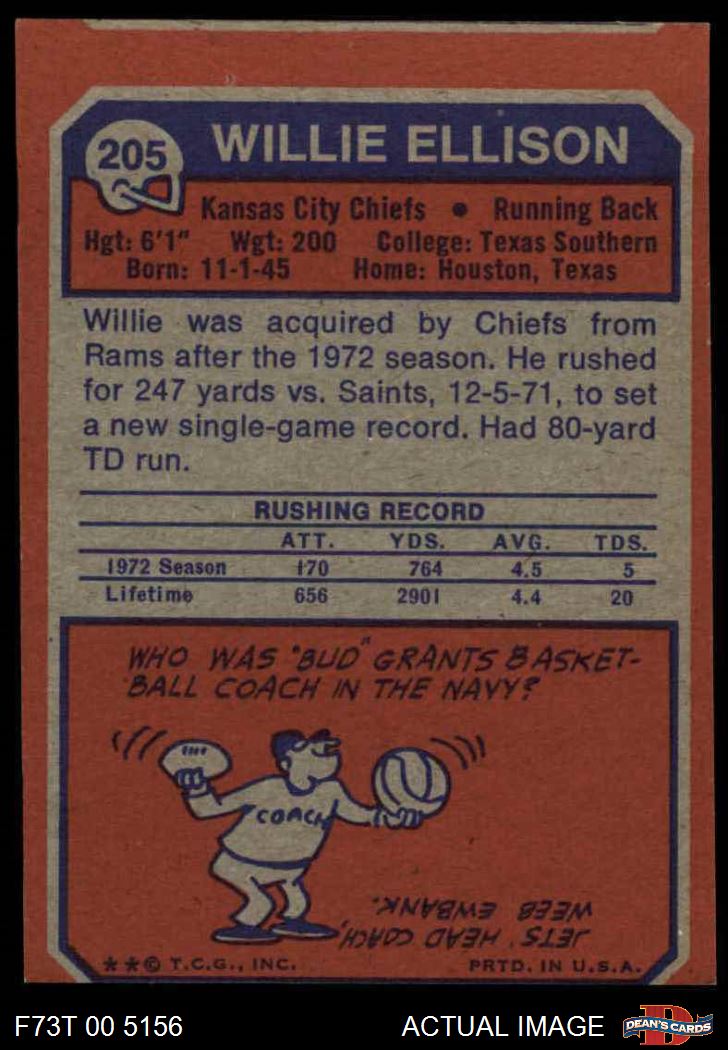 205
WILLIE ELLISON
Kansas City Chiefs • Running Back
Hgt: 6'1" Wgt: 200 College: Texas Southern
Born: 11-1-45 Home: Houston, Texas
Willie was acquired by Chiefs from
Rams after the 1972 season. He rushed
for 247 yards vs. Saints, 12-5-71, to set
a new single-game record. Had 80-yard
TD run.
RUSHING RECORD
ATT. YDS. AVG. TDS.
1972 Season 170 764 4.5 5
Lifetime 656 2901 4.4 20
WHO WAS "BUD" GRANTS BASKET-
BALL COACH IN THE NAVY?
COACH
JETS' HEAD COACH,
WEEB EWBANK.
**© T.C.G., INC. PRTD. IN U.S.A.
F73T 00 5156 ACTUAL IMAGE
D
DEAN'S CARDS